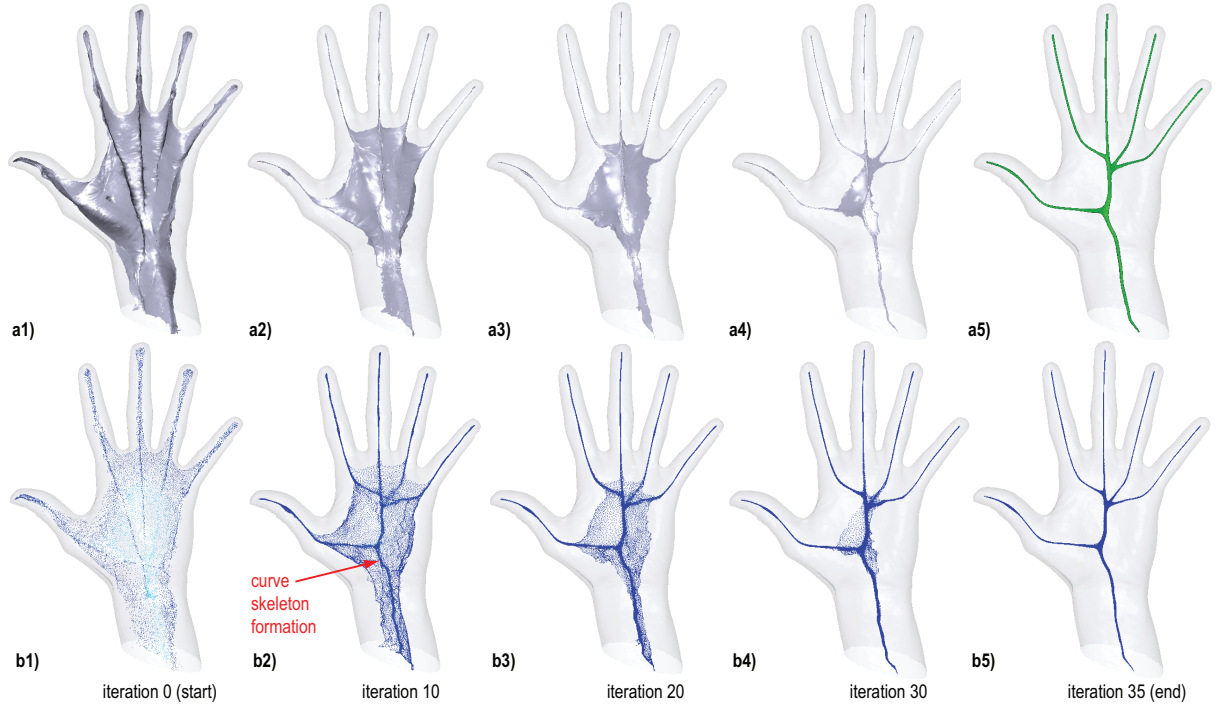 a1)
a2)
a3)
a4)
a5)
curve
skeleton
formation
b1)
b2)
b3)
b4)
b5)
iteration 0 (start)
iteration 10
iteration 20
iteration 30
iteration 35 (end)